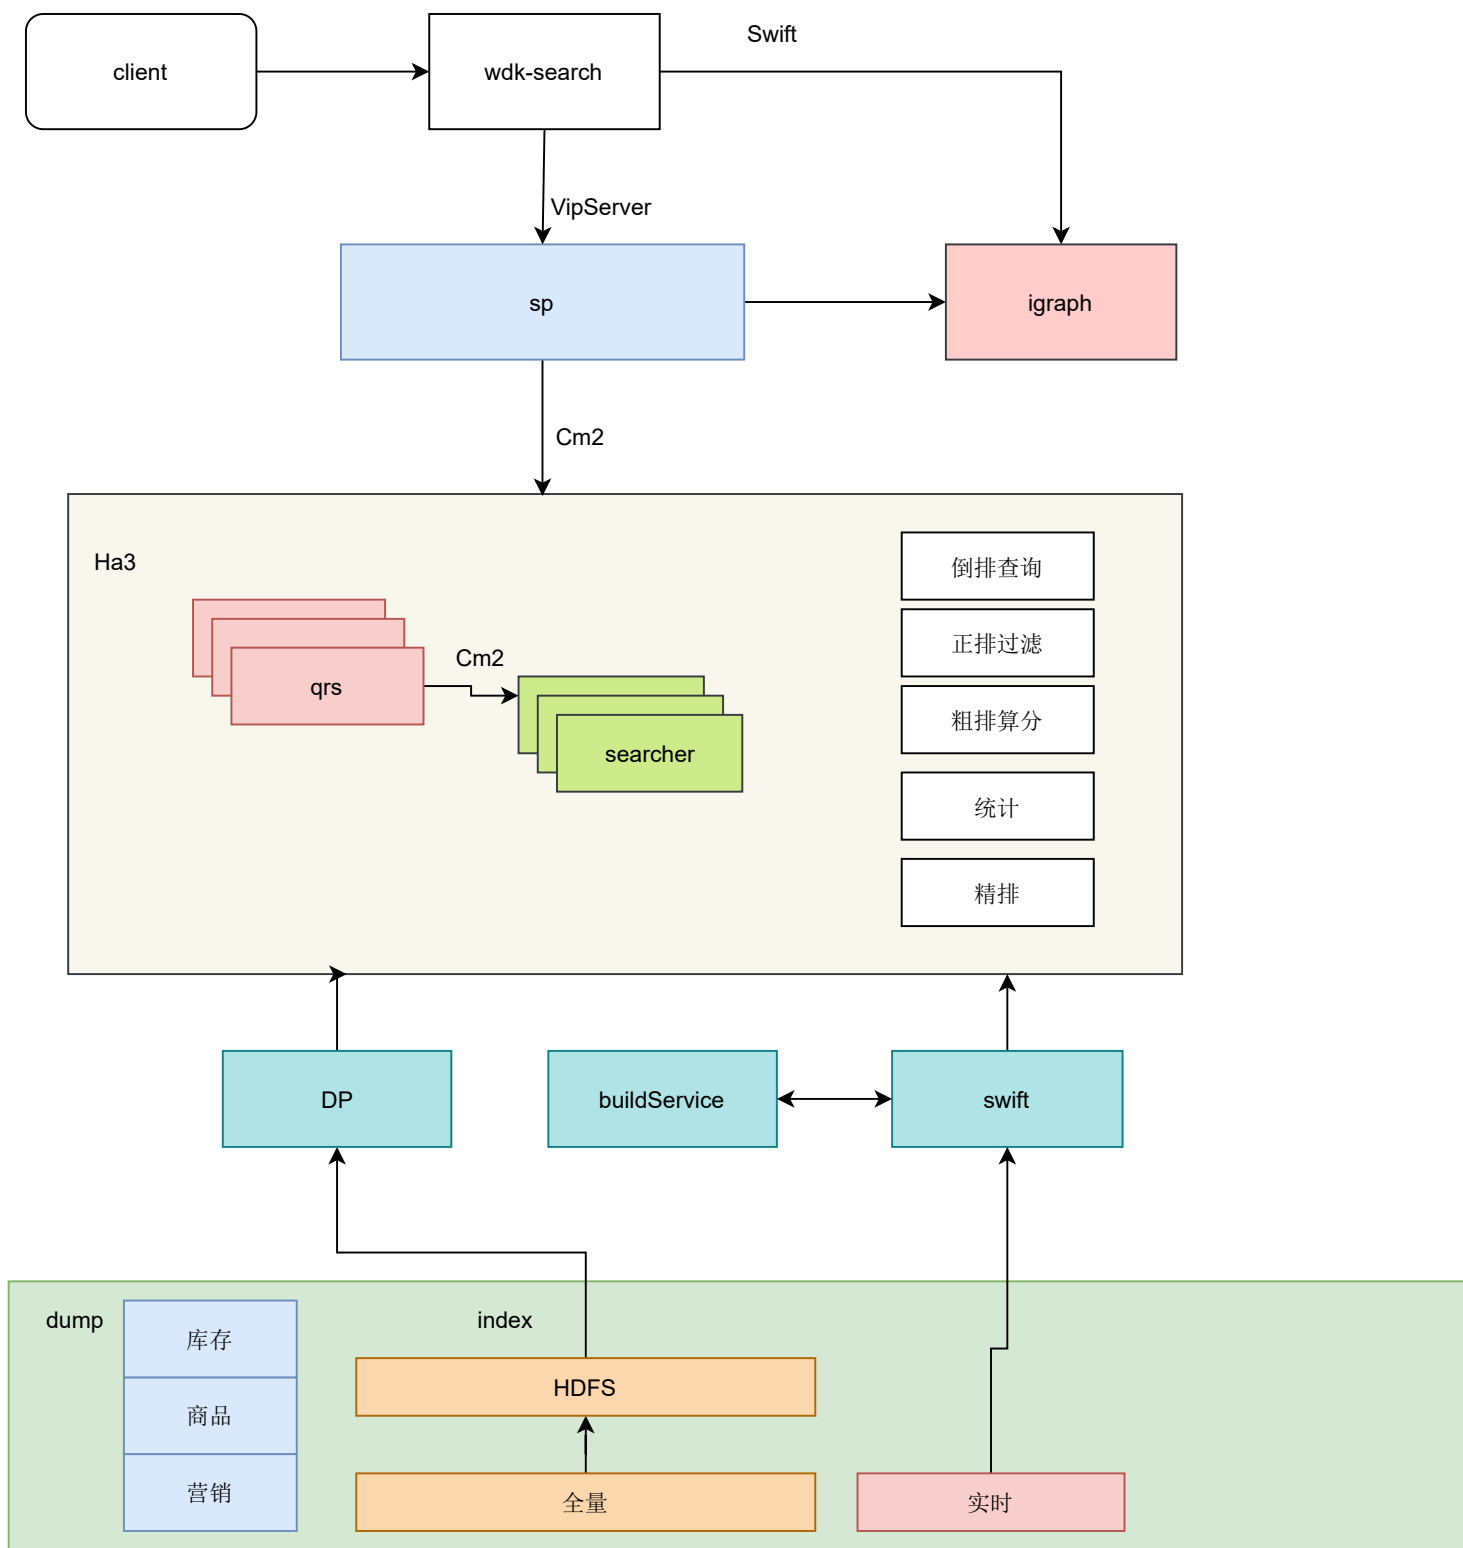 Swift
client
wdk-search
VipServer
sp
igraph
Cm2
Ha3
倒排查询
正排过滤
Cm2
qrs
粗排算分
searcher
统计
精排
DP
buildService
swift
dump
index
库存
HDFS
商品
营销
全量
实时